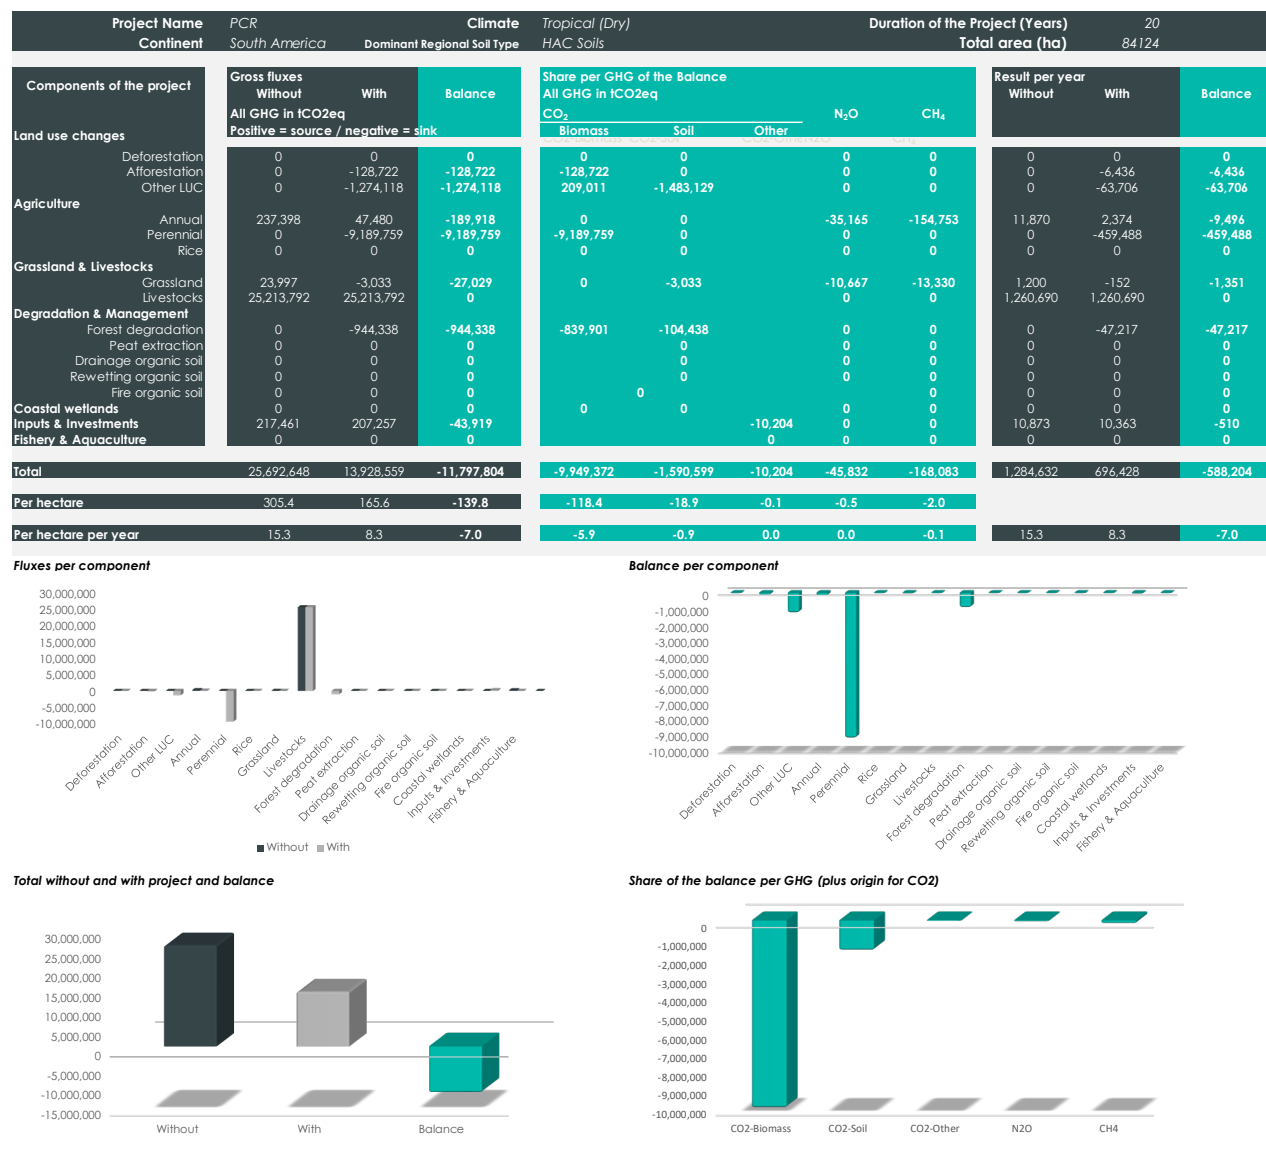 Project Name PCR Climate Tropical (Dry) Duration of the Project (Years) 20
Continent South America Dominant Regional Soil Type HAC Soils Total area (ha) 84124
Components of the project
Gross fluxes Share per GHG of the Balance Result per year
Without With Balance All GHG in tCO2eq Without With Balance
All GHG in tCO2eq CO2 N2O CH4
Positive = source / negative = sink Biomass Soil Other
Land use changes
Deforestation 0 0 0 0 0 0 0 0 0 0
Afforestation 0 -128,722 -128,722 -128,722 0 0 0 0 -6,436 -6,436
Other LUC 0 -1,274,118 -1,274,118 209,011 -1,483,129 0 0 0 -63,706 -63,706
Agriculture
Annual 237,398 47,480 -189,918 0 0 -35,165 -154,753 11,870 2,374 -9,496
Perennial 0 -9,189,759 -9,189,759 -9,189,759 0 0 0 0 -459,488 -459,488
Rice 0 0 0 0 0 0 0 0 0 0
Grassland & Livestocks
Grassland 23,997 -3,033 -27,029 0 -3,033 -10,667 -13,330 1,200 -152 -1,351
Livestocks 25,213,792 25,213,792 0 0 0 1,260,690 1,260,690 0
Degradation & Management
Forest degradation 0 -944,338 -944,338 -839,901 -104,438 0 0 0 -47,217 -47,217
Peat extraction 0 0 0 0 0 0 0 0 0
Drainage organic soil 0 0 0 0 0 0 0 0 0
Rewetting organic soil 0 0 0 0 0 0 0 0 0
Fire organic soil 0 0 0 0 0 0 0 0
Coastal wetlands 0 0 0 0 0 0 0 0 0 0
Inputs & Investments 217,461 207,257 -43,919 -10,204 0 0 10,873 10,363 -510
Fishery & Aquaculture 0 0 0 0 0 0 0 0 0
Total 25,692,648 13,928,559 -11,797,804 -9,949,372 -1,590,599 -10,204 -45,832 -168,083 1,284,632 696,428 -588,204
Per hectare 305.4 165.6 -139.8 -118.4 -18.9 -0.1 -0.5 -2.0
Per hectare per year 15.3 8.3 -7.0 -5.9 -0.9 0.0 0.0 -0.1 15.3 8.3 -7.0
Fluxes per component
30,000,000
25,000,000
20,000,000
15,000,000
10,000,000
5,000,000
0
-5,000,000
-10,000,000
Deforestation
Afforestation
Other LUC
Annual
Perennial
Rice
Grassland
Livestocks
Forest degradation
Peat extraction
Drainage organic soil
Rewetting organic soil
Fire organic soil
Coastal wetlands
Inputs & Investments
Fishery & Aquaculture
Without With
Balance per component
0
-1,000,000
-2,000,000
-3,000,000
-4,000,000
-5,000,000
-6,000,000
-7,000,000
-8,000,000
-9,000,000
-10,000,000
Deforestation
Afforestation
Other LUC
Annual
Perennial
Rice
Grassland
Livestocks
Forest degradation
Peat extraction
Drainage organic soil
Rewetting organic soil
Fire organic soil
Coastal wetlands
Inputs & Investments
Fishery & Aquaculture
Total without and with project and balance
30,000,000
25,000,000
20,000,000
15,000,000
10,000,000
5,000,000
0
-5,000,000
-10,000,000
-15,000,000
Without With Balance
Share of the balance per GHG (plus origin for CO2)
0
-1,000,000
-2,000,000
-3,000,000
-4,000,000
-5,000,000
-6,000,000
-7,000,000
-8,000,000
-9,000,000
-10,000,000
CO2-Biomass CO2-Soil CO2-Other N2O CH4